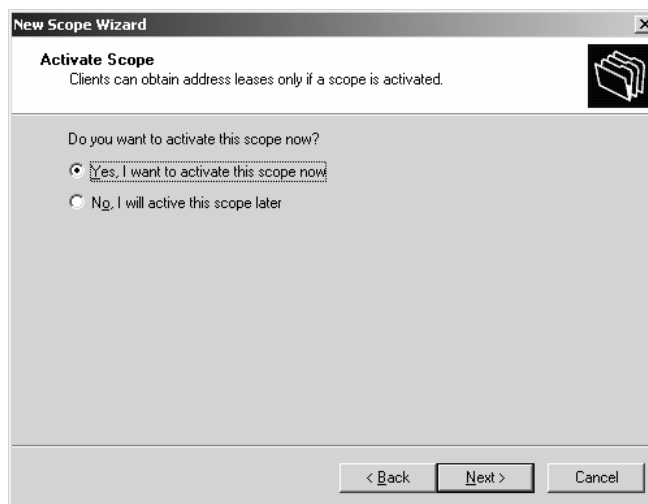 New Scope Wizard
Activate Scope
Clients can obtain address leases only if a scope is activated.
Do you want to activate this scope now?
Yes, I want to activate this scope now
No, I will active this scope later
< Back
Next >
Cancel